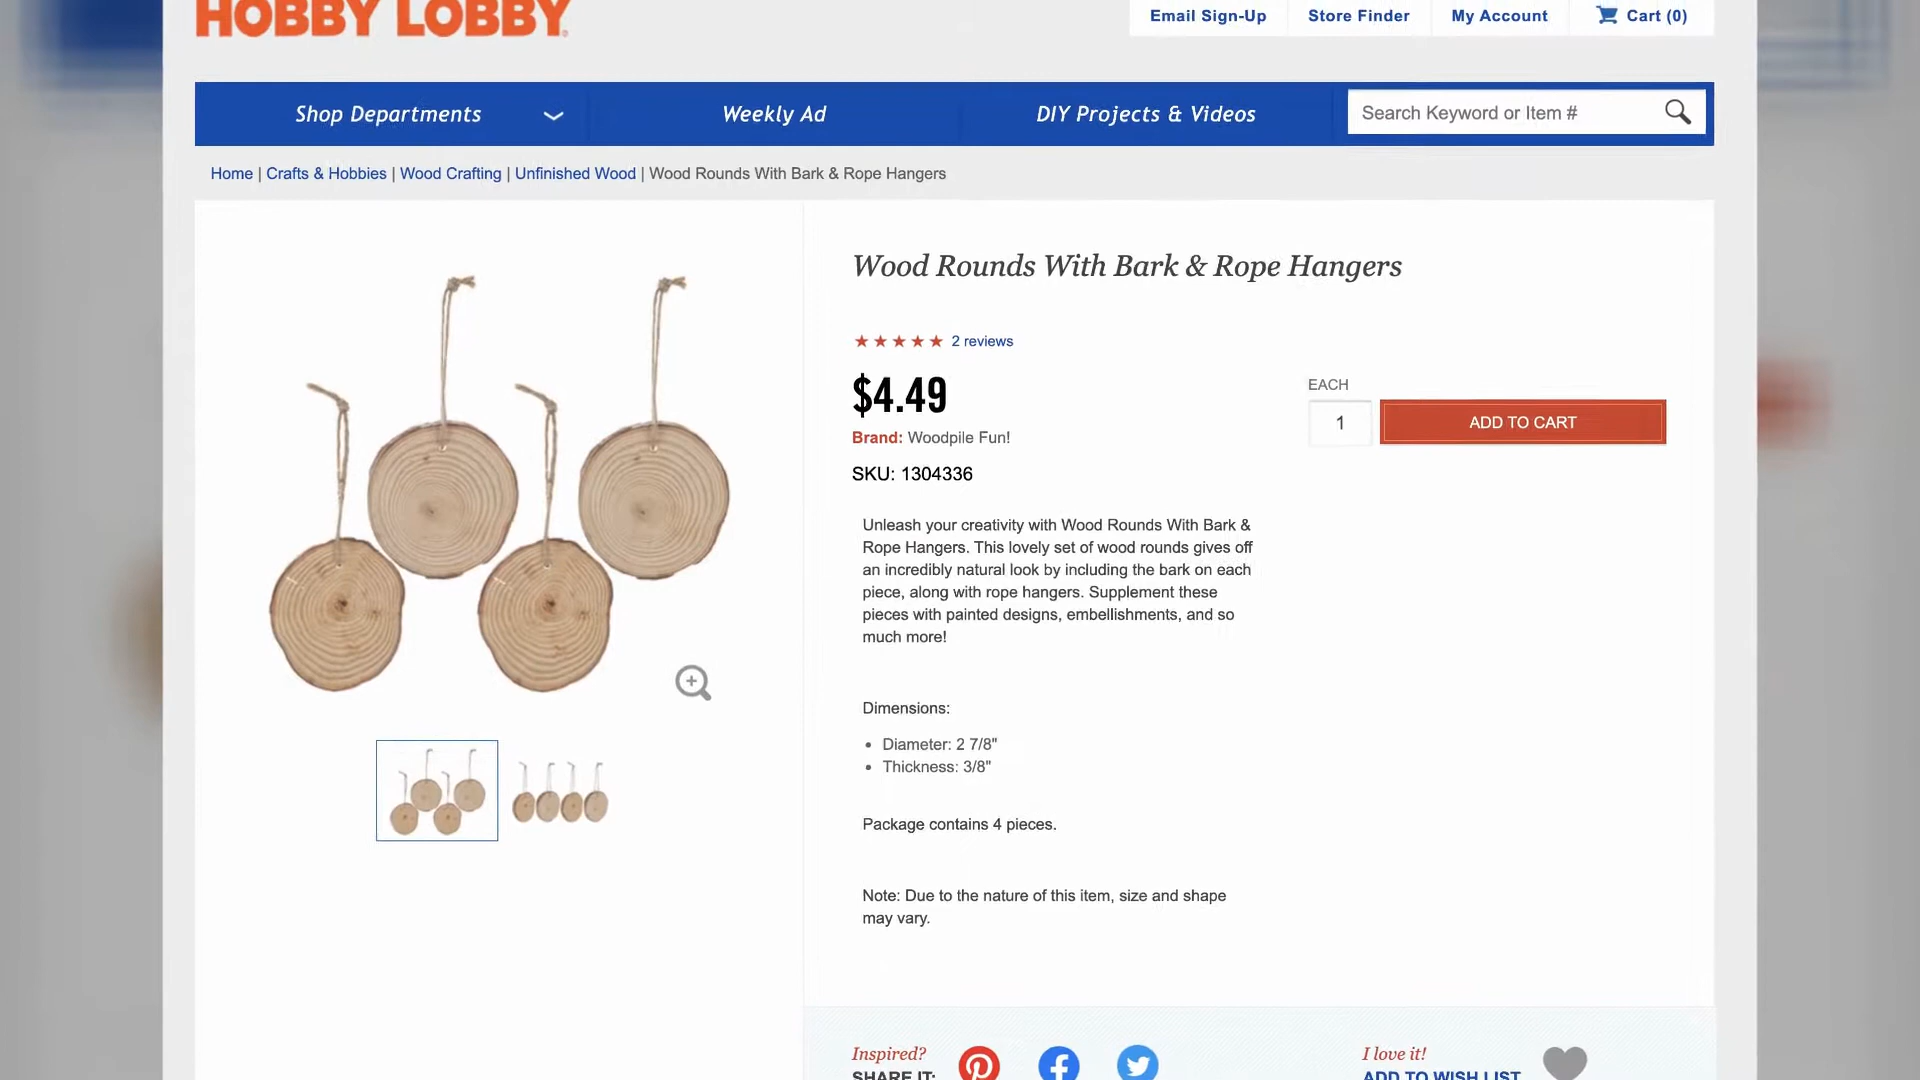 HOBBY LOBBY
Email Sign-Up
Store Finder
My Account
Cart (0)
Shop Departments
Weekly Ad
DIY Projects & Videos
Search Keyword or Item #
Home | Crafts & Hobbies | Wood Crafting | Unfinished Wood | Wood Rounds With Bark & Rope Hangers
Wood Rounds With Bark & Rope Hangers
2 reviews
$4.49
EACH
1
ADD TO CART
Brand: Woodpile Fun!
SKU: 1304336
Unleash your creativity with Wood Rounds With Bark &
Rope Hangers. This lovely set of wood rounds gives off
an incredibly natural look by including the bark on each
piece, along with rope hangers. Supplement these
pieces with painted designs, embellishments, and so
much more!
Dimensions:
• Diameter: 2 7/8"
• Thickness: 3/8"
Package contains 4 pieces.
Note: Due to the nature of this item, size and shape
may vary.
Inspired?
SHARE IT:
I love it!
ADD TO WISH LIST